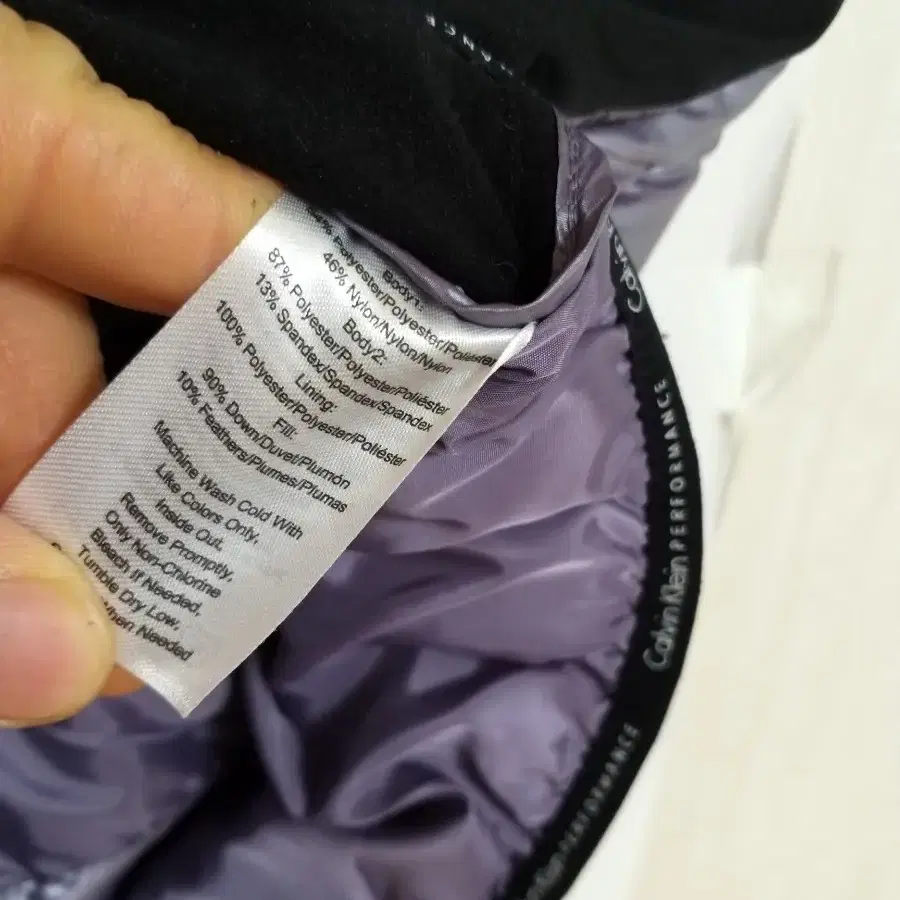 NCE
Body1:
54% Polyester/Polyester/Poliéster
46% Nylon/Nylon/Nylon
Body2:
87% Polyester/Polyester/Poliéster
13% Spandex/Spandex/Spandex
Lining:
100% Polyester/Polyester/Poliéster
Fill:
90% Down/Duvet/Plumón
10% Feathers/Plumes/Plumas
Machine Wash Cold With
Like Colors Only,
Inside Out,
Remove Promptly,
Only Non-Chlorine
Bleach If Needed,
Tumble Dry Low,
When Needed
Calvin
Calvin Klein PERFORMANCE
Klein PERFORMANCE